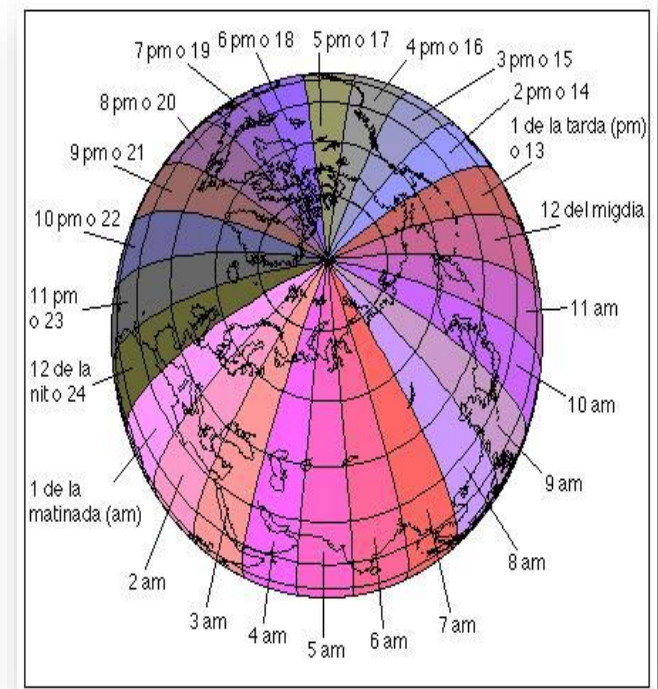 7 pm o 19
6 pm o 18
5 pm o 17
4 pm o 16
3 pm o 15
2 pm o 14
1 de la tarda (pm)
o 13
12 del migdia
11 am
10 am
9 am
8 am
7 am
6 am
5 am
4 am
3 am
2 am
1 de la
matinada (am)
12 de la
nit o 24
11 pm
o 23
10 pm o 22
9 pm o 21
8 pm o 20